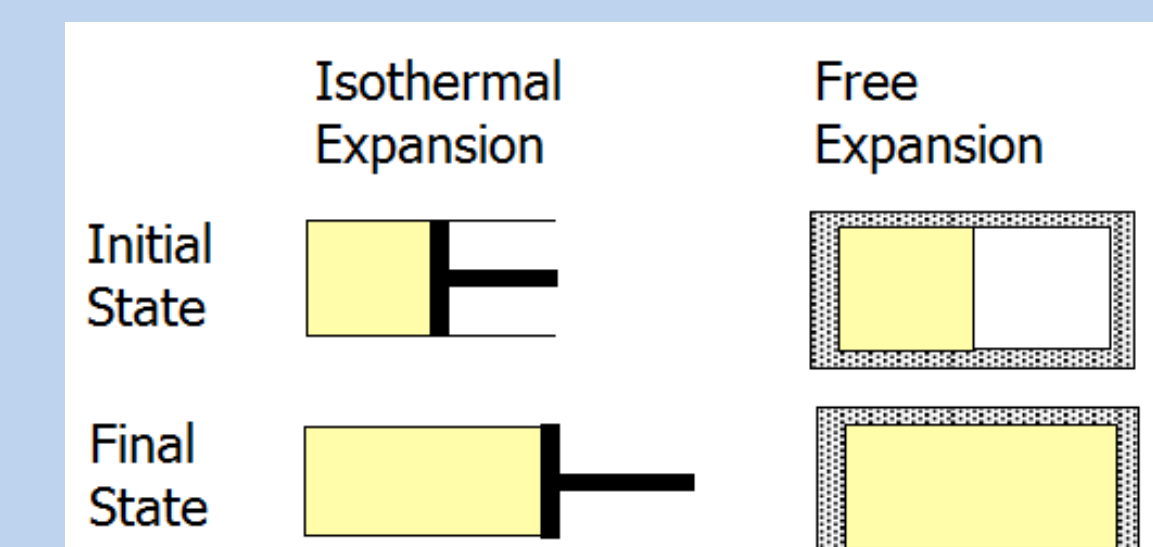 Isothermal
Expansion
Free
Expansion
Initial
State
Final
State